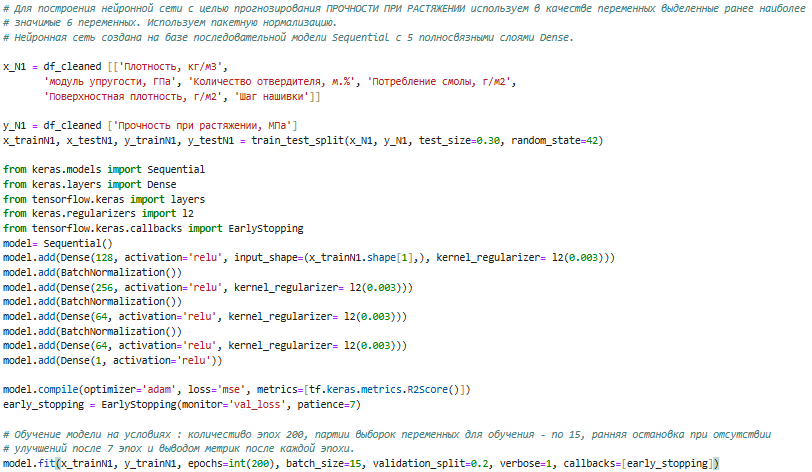 # Для построения нейронной сети с целью прогнозирования ПРОЧНОСТИ ПРИ РАСТЯЖЕНИИ используем в качестве переменных выделенные ранее наиболее
# значимые 6 переменных. Используем пакетную нормализацию.
# Нейронная сеть создана на базе последовательной модели Sequential с 5 полносвязными слоями Dense.
x_N1 = df_cleaned [['Плотность, кг/м3',
'модуль упругости, ГПа', 'Количество отвердителя, м.%', 'Потребление смолы, г/м2',
'Поверхностная плотность, г/м2', 'Шаг нашивки']]
y_N1 = df_cleaned ['Прочность при растяжении, МПа']
x_trainN1, x_testN1, y_trainN1, y_testN1 = train_test_split(x_N1, y_N1, test_size=0.30, random_state=42)
from keras.models import Sequential
from keras.layers import Dense
from tensorflow.keras import layers
from keras.regularizers import l2
from tensorflow.keras.callbacks import EarlyStopping
model= Sequential()
model.add(Dense(128, activation='relu', input_shape=(x_trainN1.shape[1],), kernel_regularizer= l2(0.003)))
model.add(BatchNormalization())
model.add(Dense(256, activation='relu', kernel_regularizer= l2(0.003)))
model.add(BatchNormalization())
model.add(Dense(64, activation='relu', kernel_regularizer= l2(0.003)))
model.add(BatchNormalization())
model.add(Dense(64, activation='relu', kernel_regularizer= l2(0.003)))
model.add(Dense(1, activation='relu'))
model.compile(optimizer='adam', loss='mse', metrics=[tf.keras.metrics.R2Score()])
early_stopping = EarlyStopping(monitor='val_loss', patience=7)
# Обучение модели на условиях : количестиво эпох 200, партии выборок переменных для обучения - по 15, ранняя остановка при отсутствии
# улучшений после 7 эпох и выводом метрик после каждой эпохи.
model.fit(x_trainN1, y_trainN1, epochs=int(200), batch_size=15, validation_split=0.2, verbose=1, callbacks=[early_stopping])